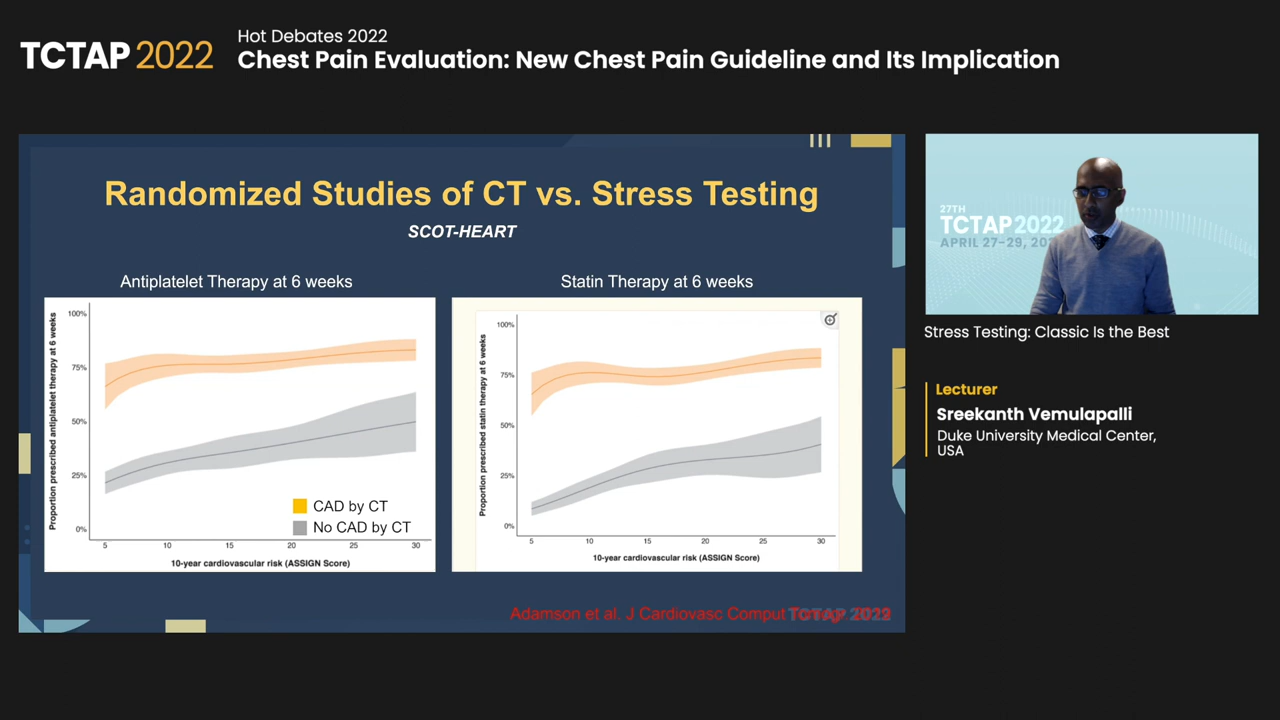 TCTAP 2022
Hot Debates 2022
Chest Pain Evaluation: New Chest Pain Guideline and Its Implication
Randomized Studies of CT vs. Stress Testing
SCOT-HEART
Antiplatelet Therapy at 6 weeks
Proportion prescribed antiplatelet therapy at 6 weeks
100%
75%
50%
25%
0%
5 10 15 20 25 30
10-year cardiovascular risk (ASSIGN Score)
CAD by CT
No CAD by CT
Statin Therapy at 6 weeks
Proportion prescribed statin therapy at 6 weeks
100%
75%
50%
25%
0%
5 10 15 20 25 30
10-year cardiovascular risk (ASSIGN Score)
Adamson et al. J Cardiovasc Comput
TCTAP 2022
27TH
TCTAP 2022
APRIL 27-29,
Stress Testing: Classic Is the Best
Lecturer
Sreekanth Vemulapalli
Duke University Medical Center,
USA